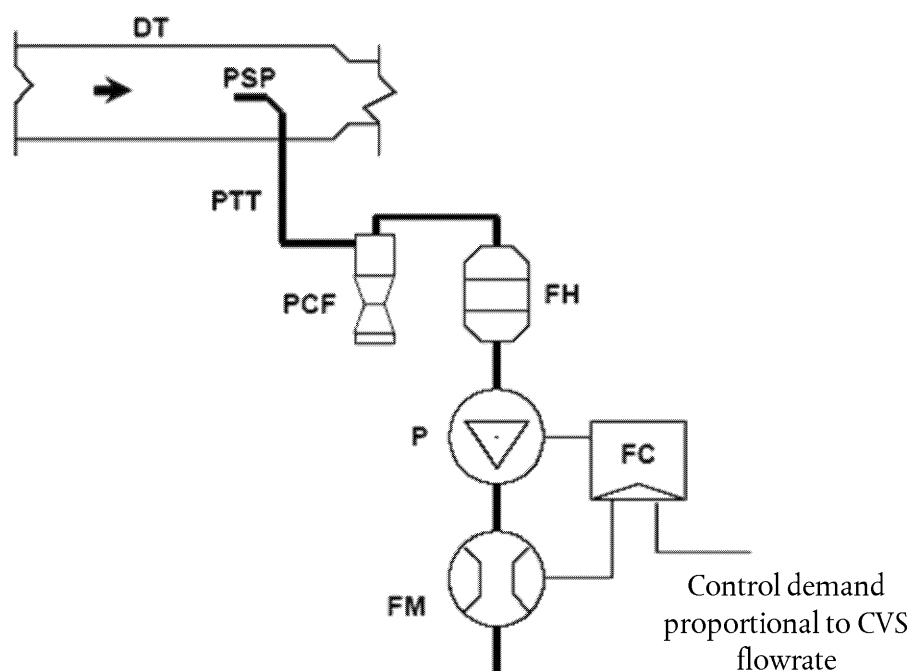 DT
PSP
PTT
PCF
FH
P
FC
FM
Control demand
proportional to CVS
flowrate